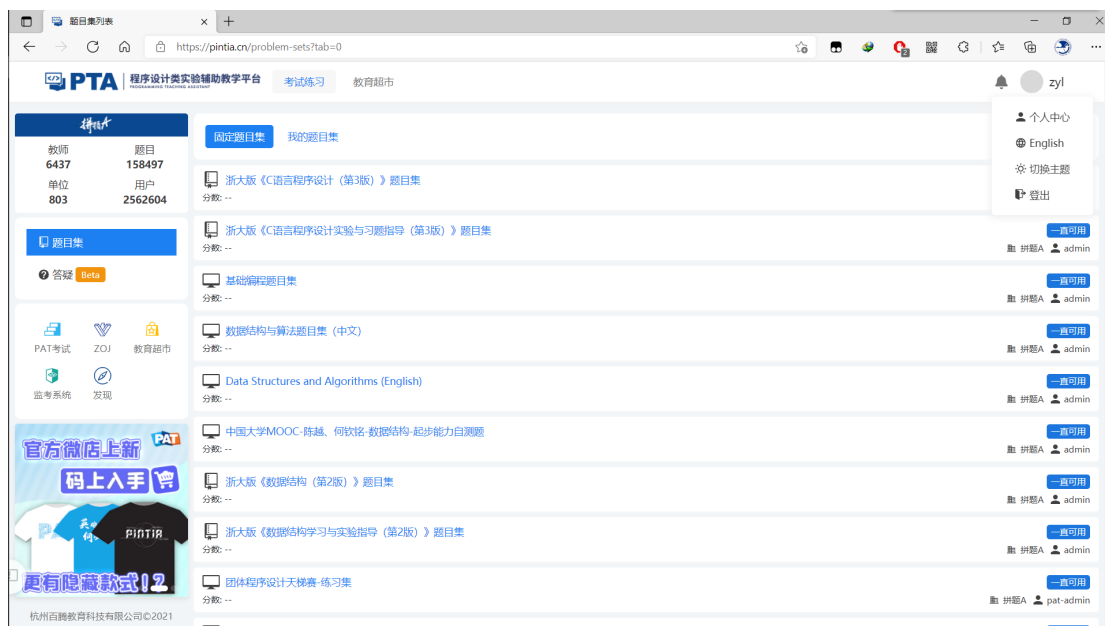 题目集列表
https://pintia.cn/problem-sets?tab=0
2
PTA 程序设计类实验辅助教学平台 考试练习 教育超市 zyl
PROGRAMMING TEACHING ASSISTANT
个人中心
English
切换主题
登出
拼题A
教师 题目
6437 158497
单位 用户
803 2562604
题目集
答疑 Beta
PAT考试 ZOJ 教育超市
监考系统 发现
官方微店上新 PAT
码上入手
PINTIA
更有隐藏款式!
杭州百腾教育科技有限公司©2021
固定题目集 我的题目集
浙大版《C语言程序设计(第3版)》题目集
分数: --
浙大版《C语言程序设计实验与习题指导(第3版)》题目集 一直可用
分数: -- 拼题A admin
基础编程题目集 一直可用
分数: -- 拼题A admin
数据结构与算法题目集(中文) 一直可用
分数: -- 拼题A admin
Data Structures and Algorithms (English) 一直可用
分数: -- 拼题A admin
中国大学MOOC-陈越、何钦铭-数据结构-起步能力自测题 一直可用
分数: -- 拼题A admin
浙大版《数据结构(第2版)》题目集 一直可用
分数: -- 拼题A admin
浙大版《数据结构学习与实验指导(第2版)》题目集 一直可用
分数: -- 拼题A admin
团体程序设计天梯赛-练习集 一直可用
分数: -- 拼题A pat-admin